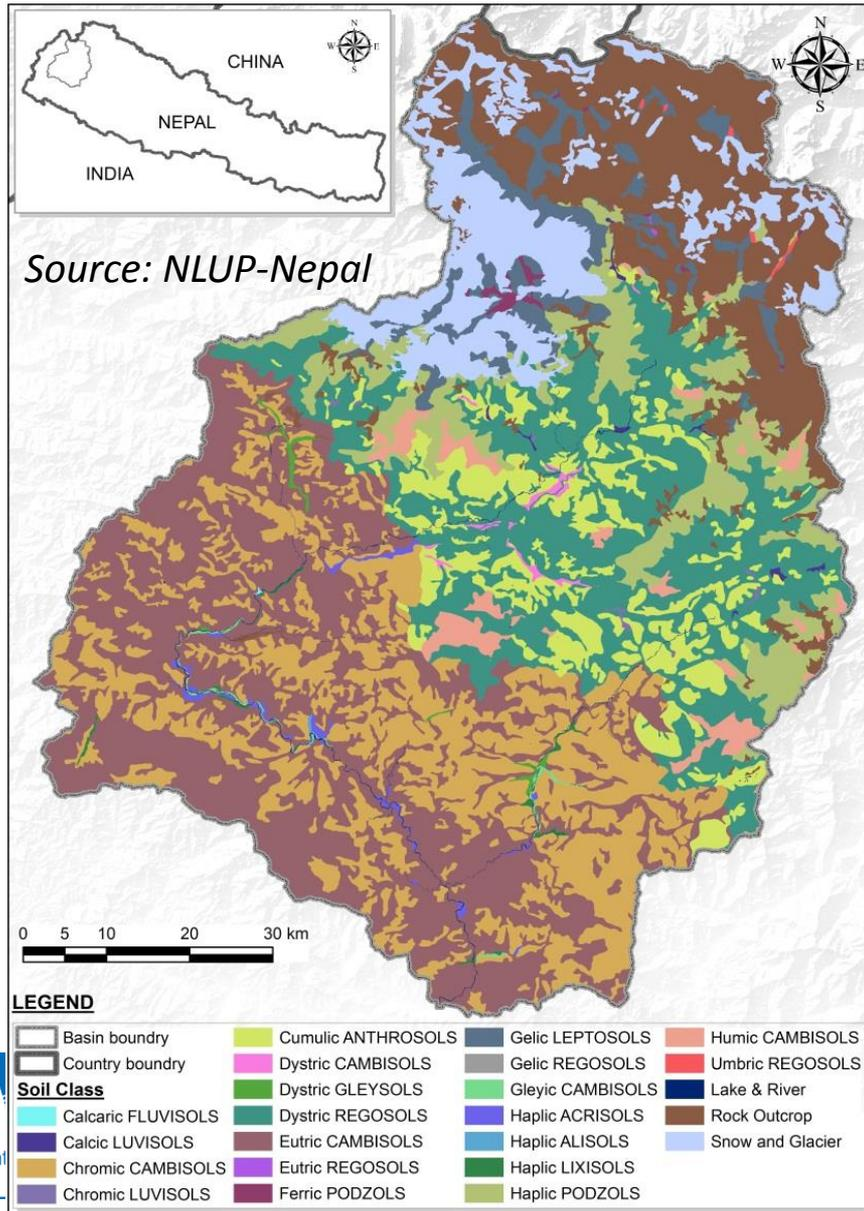 CHINA
N
W E
S
NEPAL
INDIA
N
W E
S
Source: NLUP-Nepal
0 5 10 20 30 km
LEGEND
Basin boundry
Country boundry
Soil Class
Calcaric FLUVISOLS
Calcic LUVISOLS
Chromic CAMBISOLS
Chromic LUVISOLS
Cumulic ANTHROSOLS
Dystric CAMBISOLS
Dystric GLEYSOLS
Dystric REGOSOLS
Eutric CAMBISOLS
Eutric REGOSOLS
Ferric PODZOLS
Gelic LEPTOSOLS
Gelic REGOSOLS
Gleyic CAMBISOLS
Haplic ACRISOLS
Haplic ALISOLS
Haplic LIXISOLS
Haplic PODZOLS
Humic CAMBISOLS
Umbric REGOSOLS
Lake & River
Rock Outcrop
Snow and Glacier